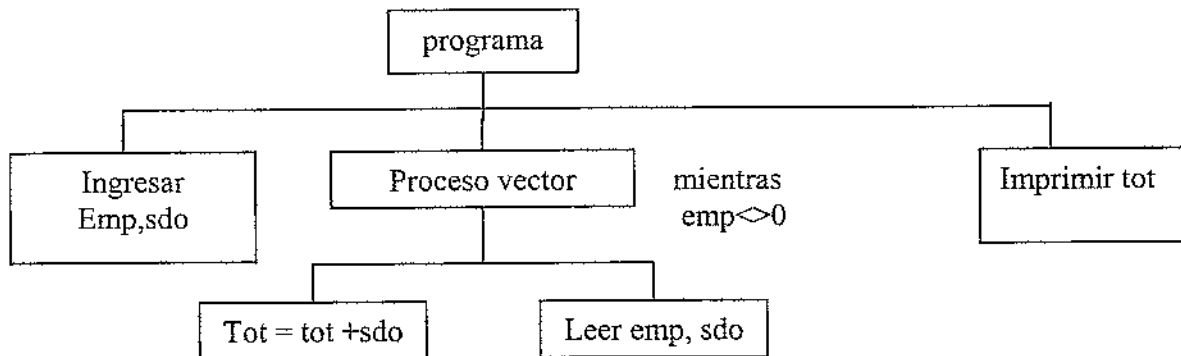 programa
Ingresar
Emp,sdo
Proceso vector
mientras
emp<>0
Imprimir tot
Tot = tot +sdo
Leer emp, sdo